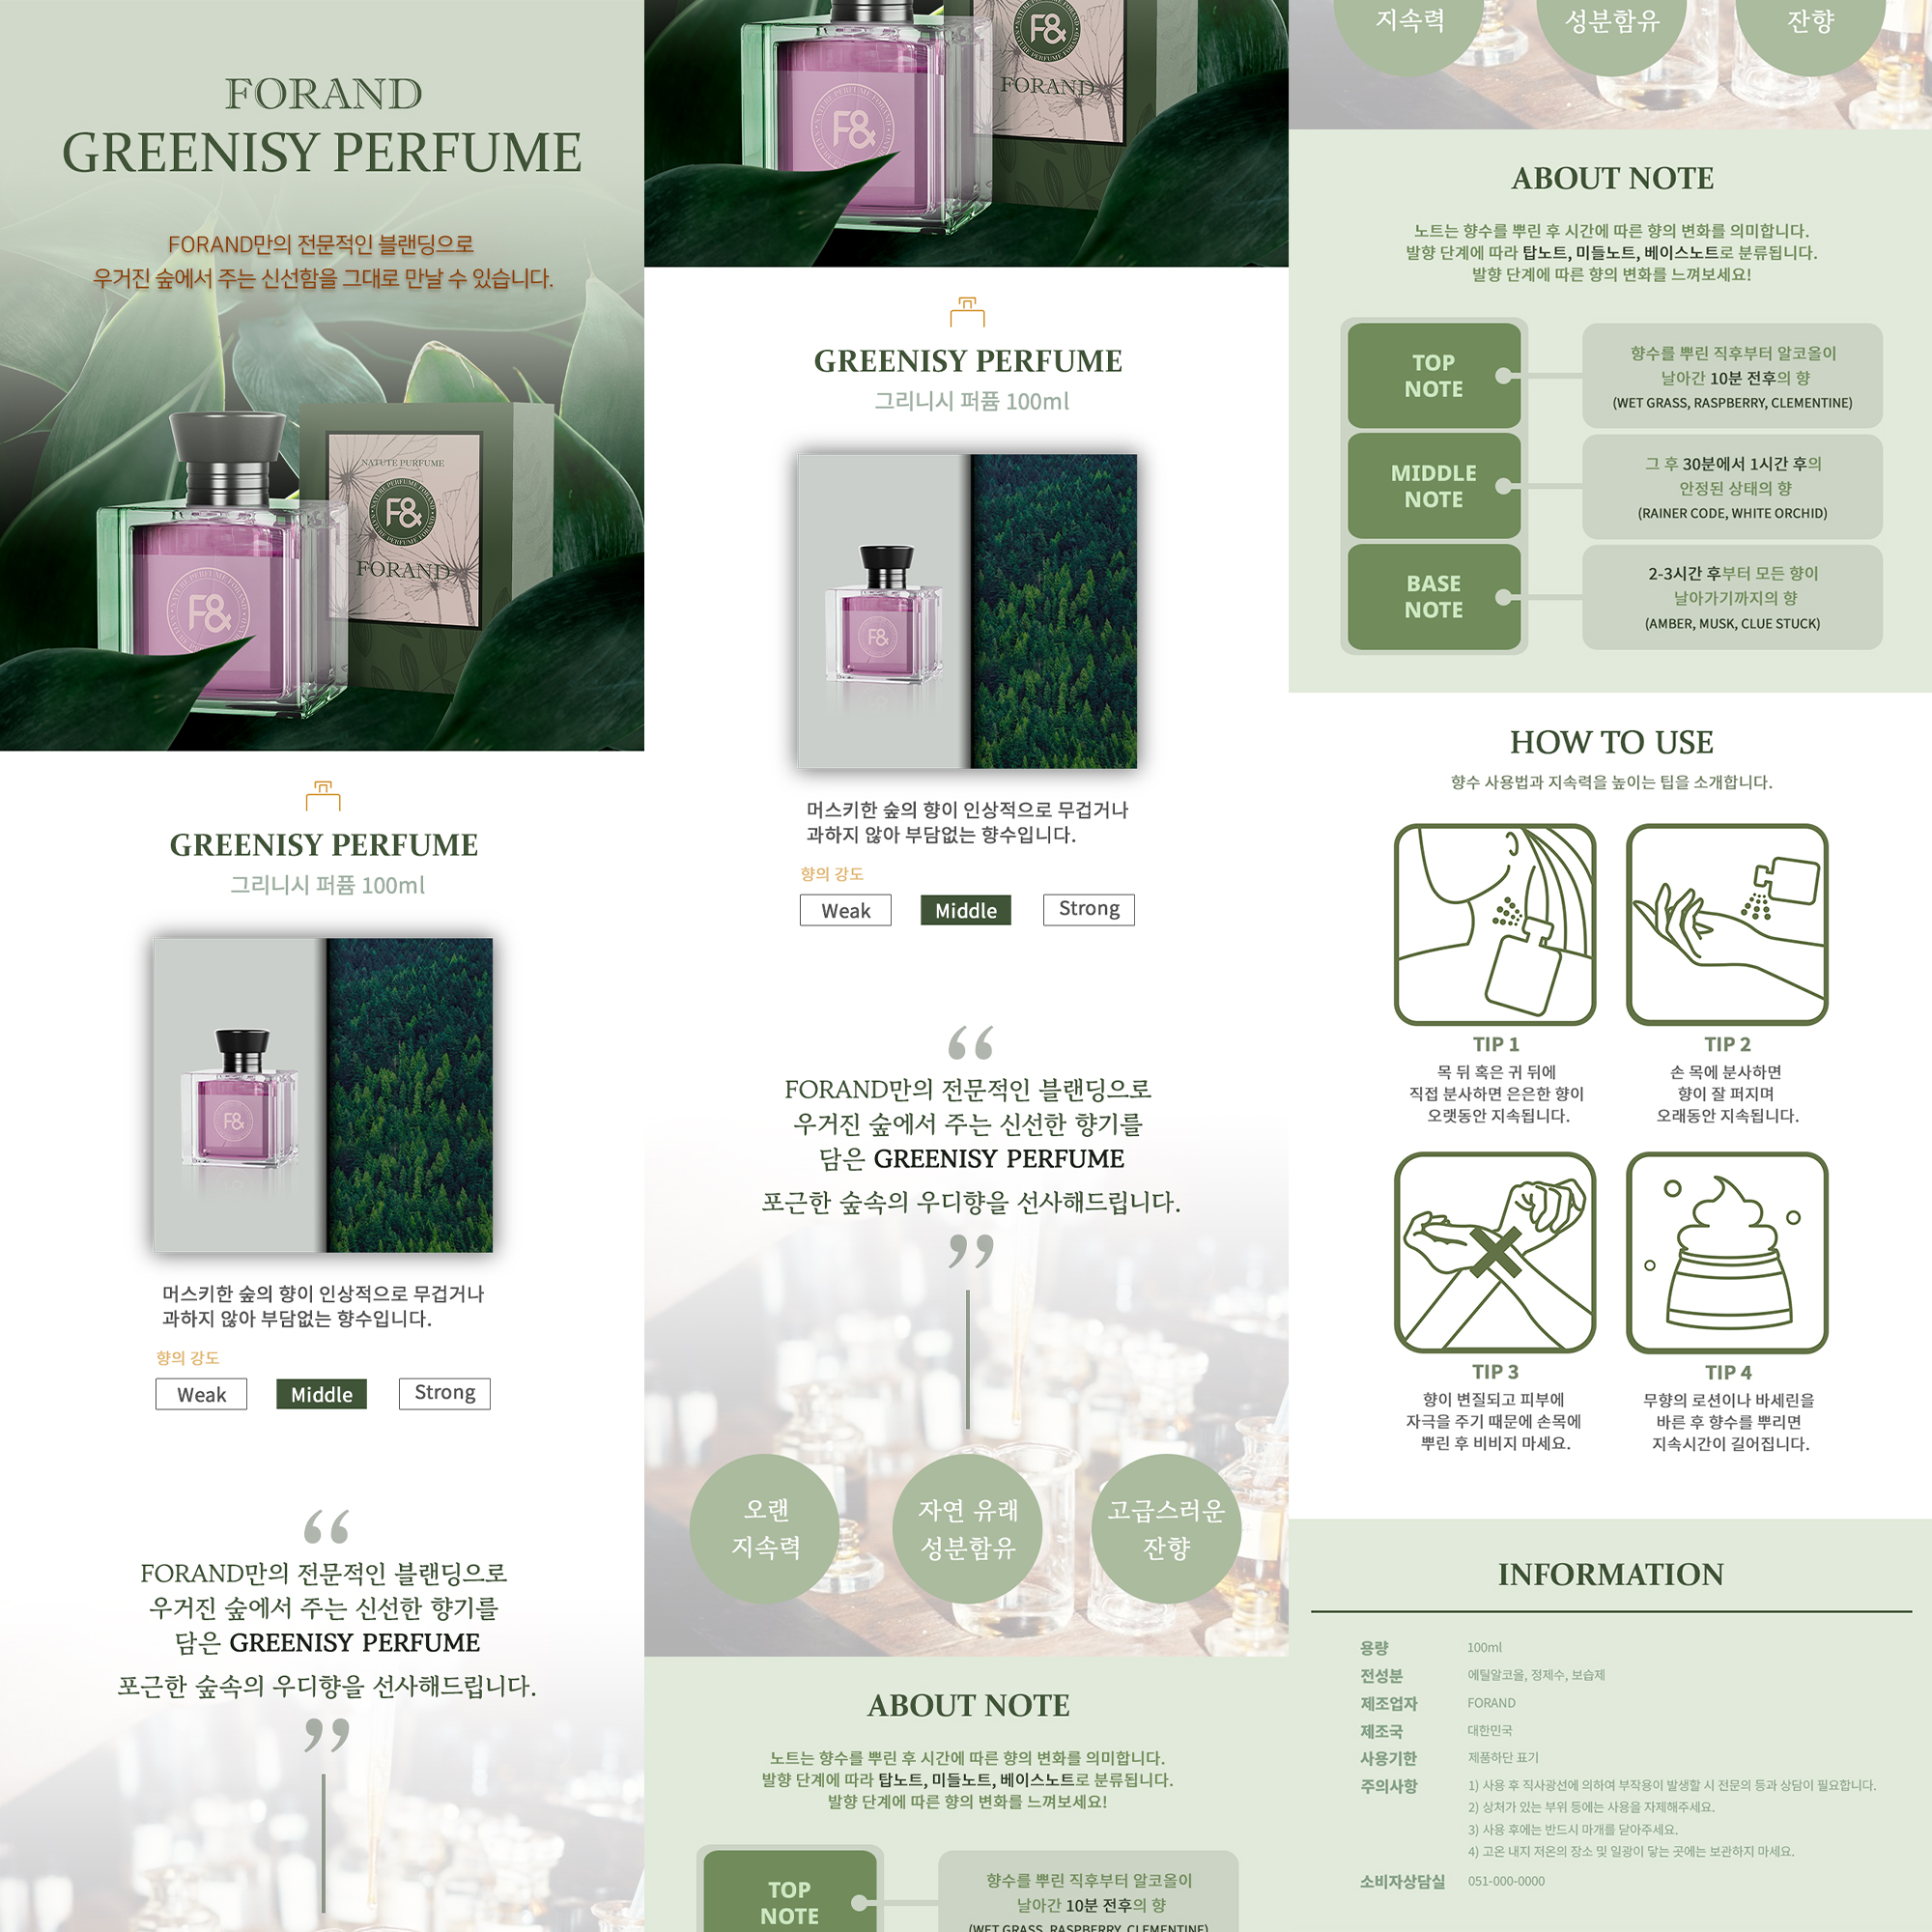 FORAND
GREENISY PERFUME
FORAND만의 전문적인 블랜딩으로
우거진 숲에서 주는 신선함을 그대로 만날 수 있습니다.
NATUTE PURFUME
NATURE PERFUME FORAND
F&
FORAND
NATURE PERFUME FORAND
F&
GREENISY PERFUME
그리니시 퍼퓸 100ml
F&
머스키한 숲의 향이 인상적으로 무겁거나
과하지 않아 부담없는 향수입니다.
향의 강도
Weak
Middle
Strong
“
FORAND만의 전문적인 블랜딩으로
우거진 숲에서 주는 신선한 향기를
담은 GREENISY PERFUME
포근한 숲속의 우디향을 선사해드립니다.
”
F&
FORAND
NATURE PERFUME FORAND
F&
GREENISY PERFUME
그리니시 퍼퓸 100ml
F&
머스키한 숲의 향이 인상적으로 무겁거나
과하지 않아 부담없는 향수입니다.
향의 강도
Weak
Middle
Strong
“
FORAND만의 전문적인 블랜딩으로
우거진 숲에서 주는 신선한 향기를
담은 GREENISY PERFUME
포근한 숲속의 우디향을 선사해드립니다.
”
오랜
지속력
자연 유래
성분함유
고급스러운
잔향
ABOUT NOTE
노트는 향수를 뿌린 후 시간에 따른 향의 변화를 의미합니다.
발향 단계에 따라 탑노트, 미들노트, 베이스노트로 분류됩니다.
발향 단계에 따른 향의 변화를 느껴보세요!
TOP
NOTE
향수를 뿌린 직후부터 알코올이
날아간 10분 전후의 향
(WET GRASS, RASPBERRY, CLEMENTINE)
지속력
성분함유
잔향
ABOUT NOTE
노트는 향수를 뿌린 후 시간에 따른 향의 변화를 의미합니다.
발향 단계에 따라 탑노트, 미들노트, 베이스노트로 분류됩니다.
발향 단계에 따른 향의 변화를 느껴보세요!
TOP
NOTE
향수를 뿌린 직후부터 알코올이
날아간 10분 전후의 향
(WET GRASS, RASPBERRY, CLEMENTINE)
MIDDLE
NOTE
그 후 30분에서 1시간 후의
안정된 상태의 향
(RAINER CODE, WHITE ORCHID)
BASE
NOTE
2-3시간 후부터 모든 향이
날아가기까지의 향
(AMBER, MUSK, CLUE STUCK)
HOW TO USE
향수 사용법과 지속력을 높이는 팁을 소개합니다.
TIP 1
목 뒤 혹은 귀 뒤에
직접 분사하면 은은한 향이
오랫동안 지속됩니다.
TIP 2
손 목에 분사하면
향이 잘 퍼지며
오래동안 지속됩니다.
TIP 3
향이 변질되고 피부에
자극을 주기 때문에 손목에
뿌린 후 비비지 마세요.
TIP 4
무향의 로션이나 바세린을
바른 후 향수를 뿌리면
지속시간이 길어집니다.
INFORMATION
용량 100ml
전성분 에틸알코올, 정제수, 보습제
제조업자 FORAND
제조국 대한민국
사용기한 제품하단 표기
주의사항 1) 사용 후 직사광선에 의하여 부작용이 발생할 시 전문의 등과 상담이 필요합니다.
2) 상처가 있는 부위 등에는 사용을 자제해주세요.
3) 사용 후에는 반드시 마개를 닫아주세요.
4) 고온 내지 저온의 장소 및 일광이 닿는 곳에는 보관하지 마세요.
소비자상담실 051-000-0000